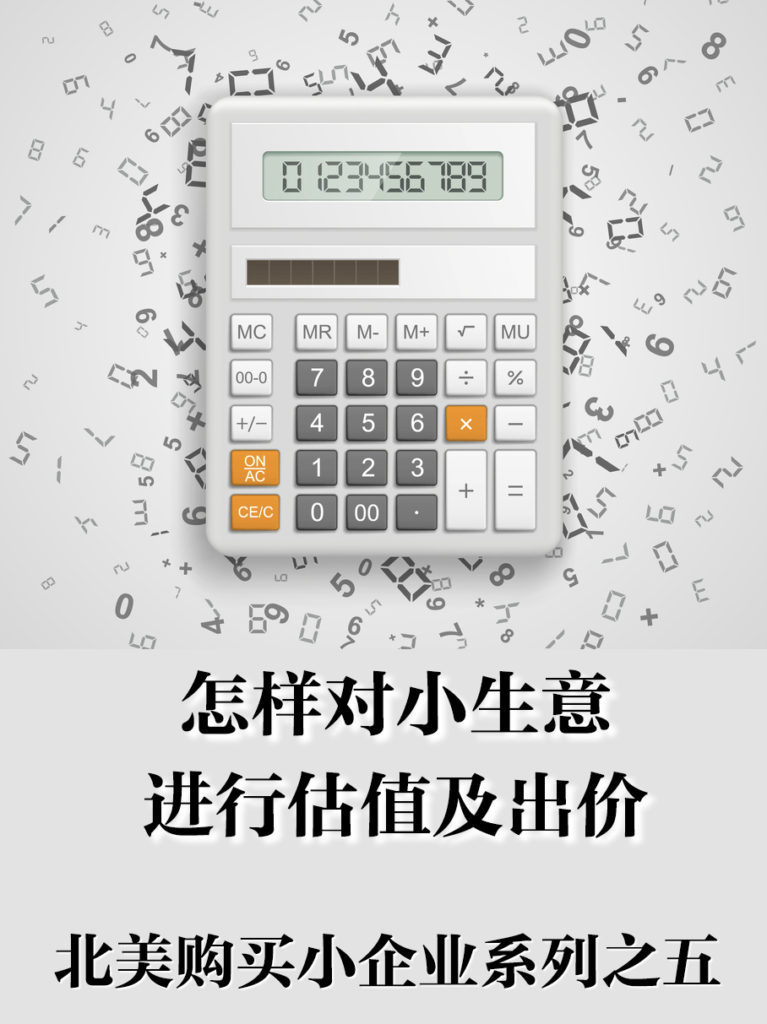 0123456789
MC MR M- M+ √ MU
00-0 7 8 9 ÷ %
+/− 4 5 6 × −
ON
AC 1 2 3 + =
CE/C 0 00 ·
怎样对小生意
进行估值及出价
北美购买小企业系列之五